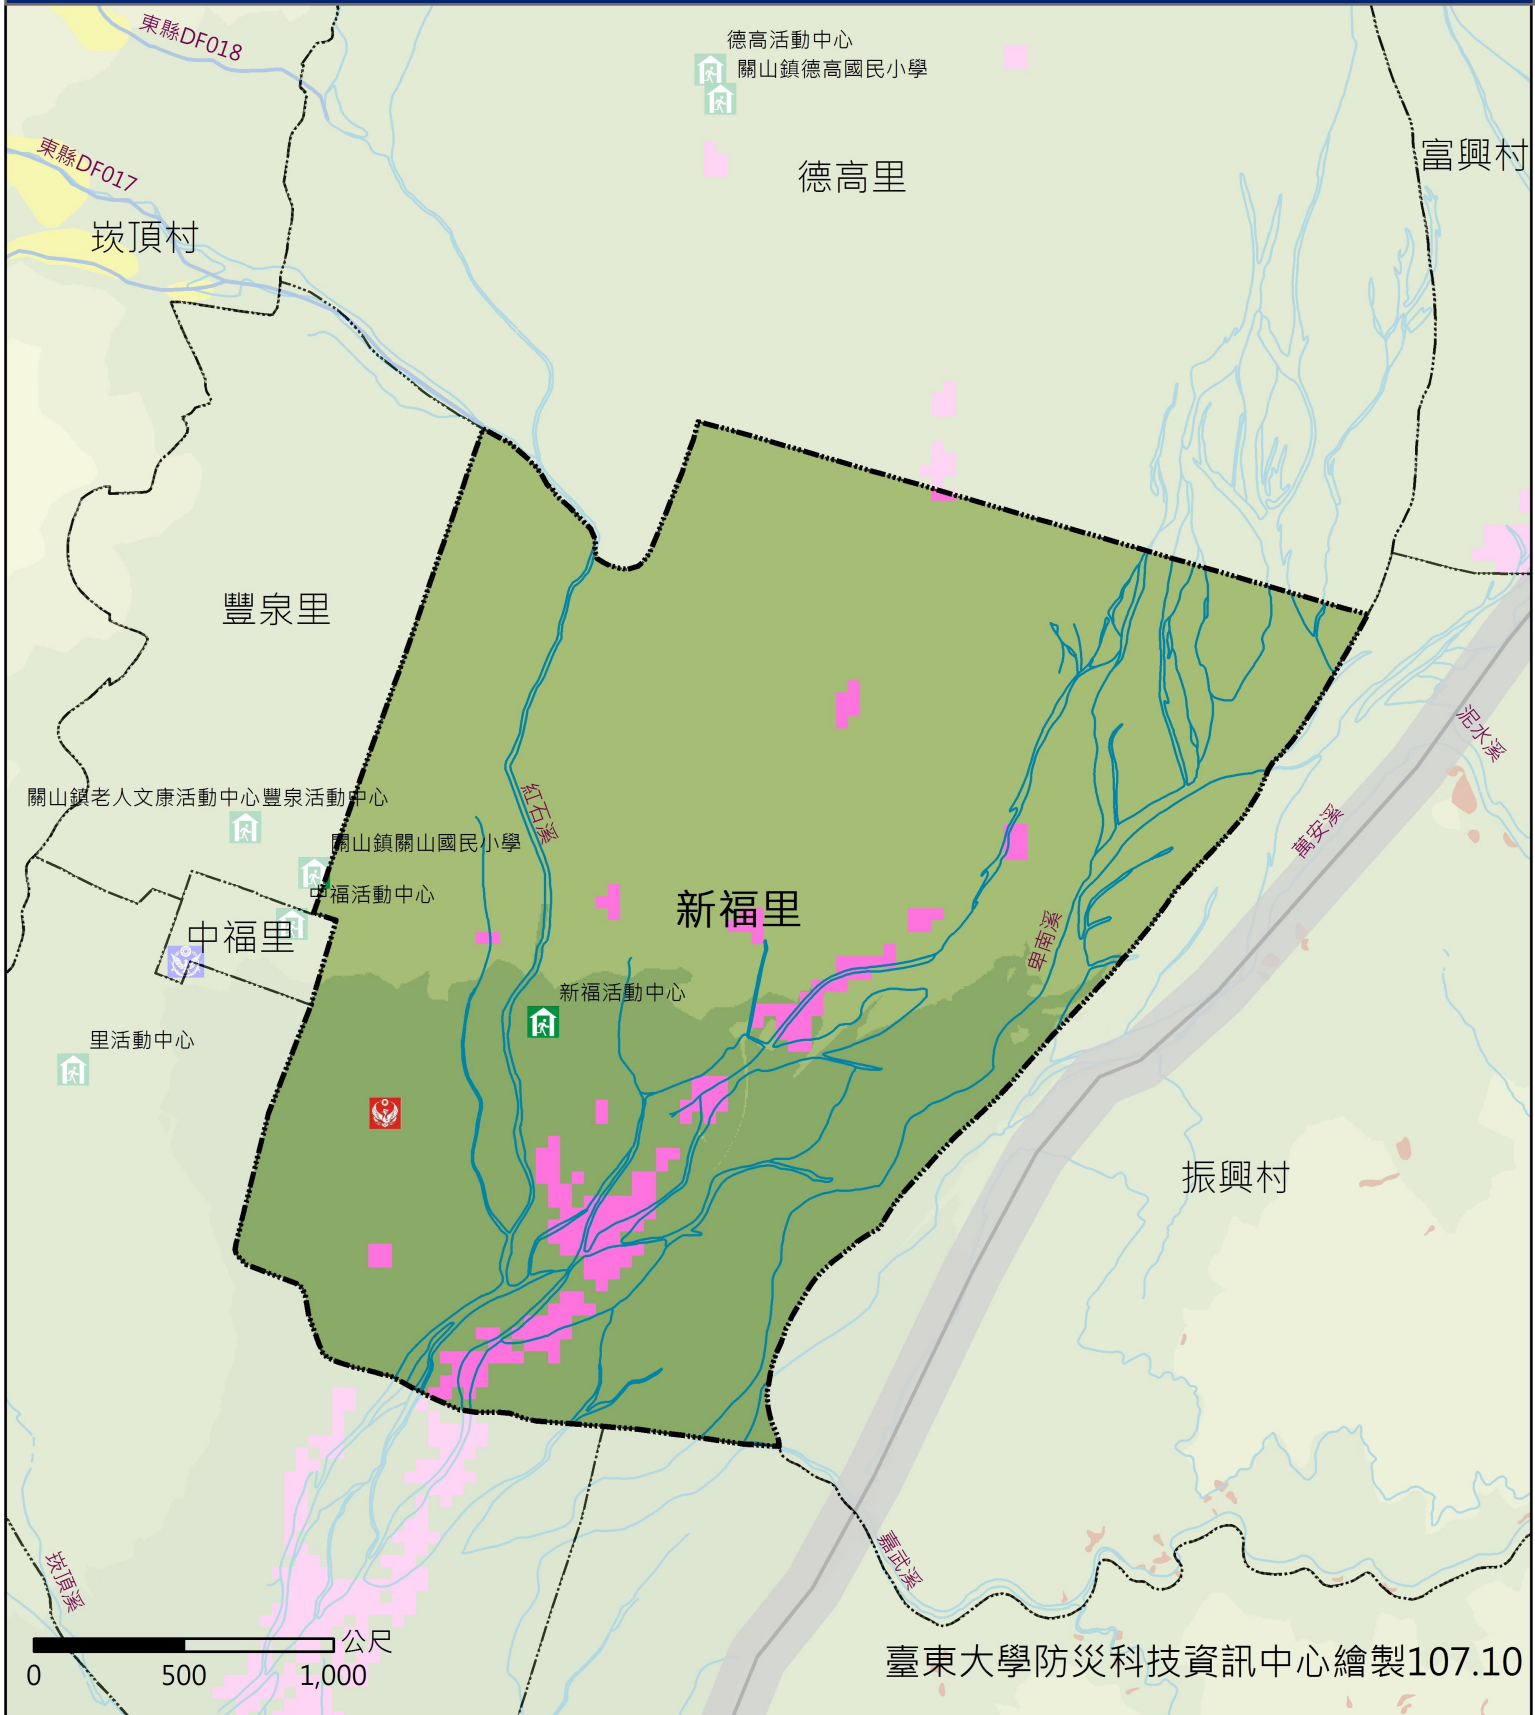 東縣DF018
德高活動中心
關山鎮德高國民小學
東縣DF017
德高里
富興村
崁頂村
豐泉里
泥水溪
關山鎮老人文康活動中心豐泉活動中心
紅石溪
萬安溪
關山鎮關山國民小學
中福活動中心
新福里
中福里
卑南溪
新福活動中心
里活動中心
振興村
嘉武溪
崁頂溪
公尺
0 500 1,000
臺東大學防災科技資訊中心繪製107.10